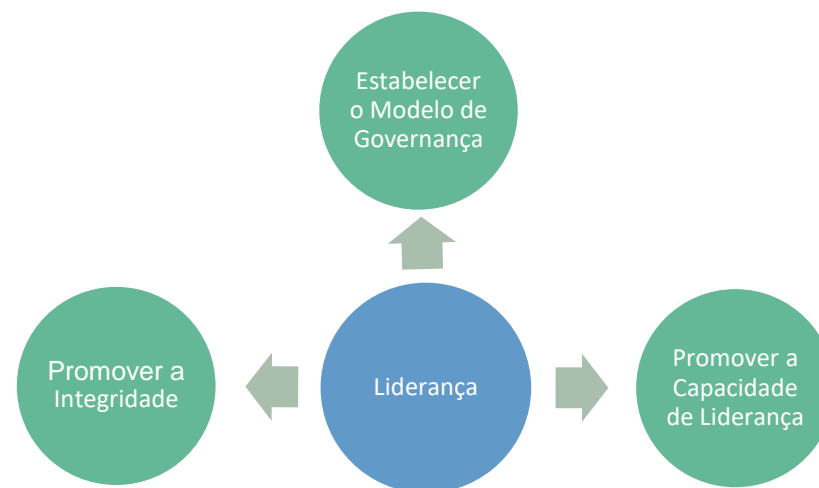 Estabelecer
o Modelo de
Governança
Promover a
Integridade
Liderança
Promover a
Capacidade
de Liderança